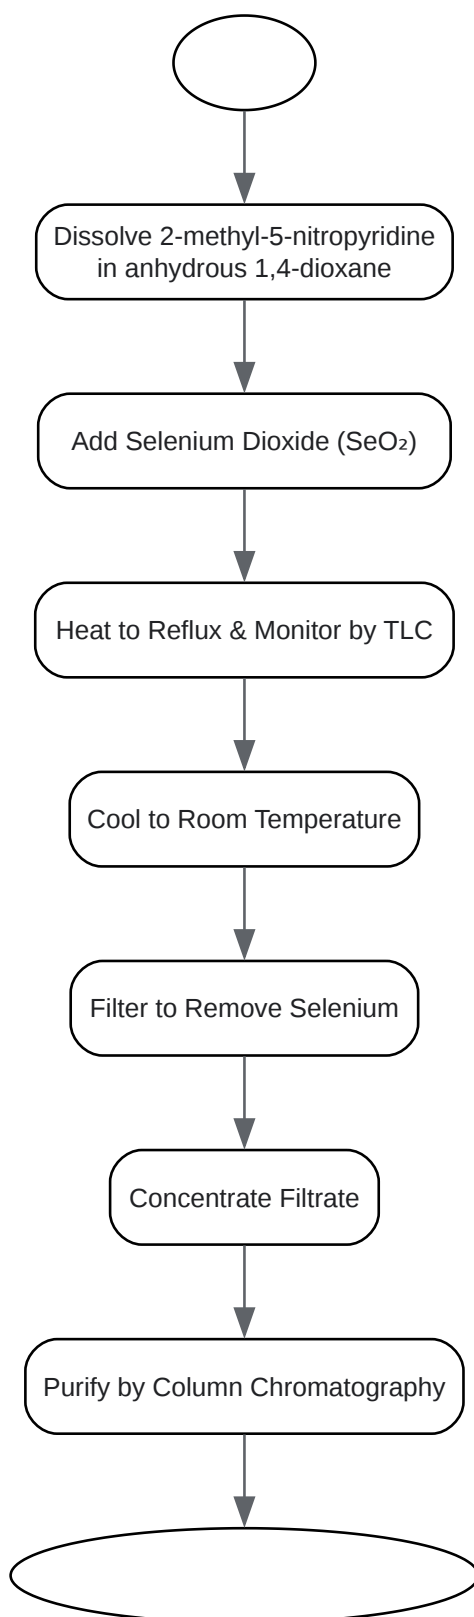 Dissolve 2-methyl-5-nitropyridine
in anhydrous 1,4-dioxane
Add Selenium Dioxide (SeO₂)
Heat to Reflux & Monitor by TLC
Cool to Room Temperature
Filter to Remove Selenium
Concentrate Filtrate
Purify by Column Chromatography